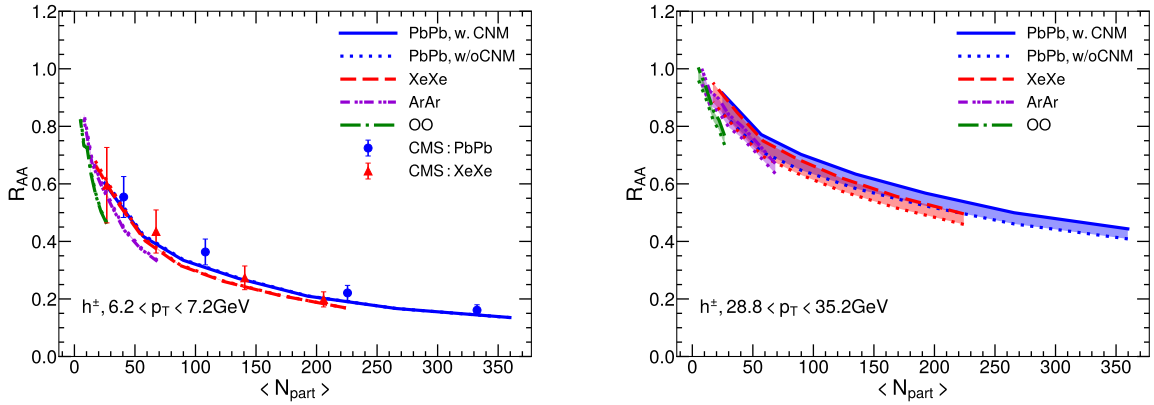 1.2
1.0
0.8
0.6
0.4
0.2
0.0
R_AA
PbPb, w. CNM
PbPb, w/oCNM
XeXe
ArAr
OO
CMS : PbPb
CMS : XeXe
h±, 6.2 < p_T < 7.2GeV
0 50 100 150 200 250 300 350
< N_part >
1.2
1.0
0.8
0.6
0.4
0.2
0.0
R_AA
PbPb, w. CNM
PbPb, w/oCNM
XeXe
ArAr
OO
h±, 28.8 < p_T < 35.2GeV
0 50 100 150 200 250 300 350
< N_part >